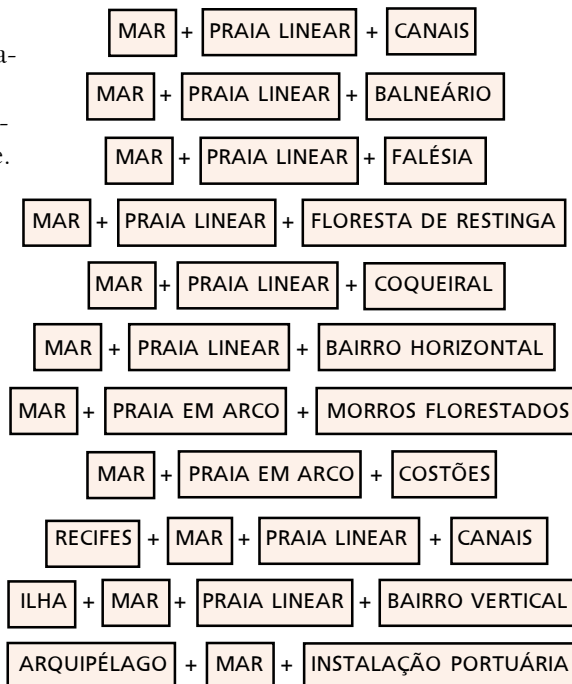 MAR + PRAIA LINEAR + CANAIS
a-
MAR + PRAIA LINEAR + BALNEÁRIO
-
e.
MAR + PRAIA LINEAR + FALÉSIA
MAR + PRAIA LINEAR + FLORESTA DE RESTINGA
MAR + PRAIA LINEAR + COQUEIRAL
MAR + PRAIA LINEAR + BAIRRO HORIZONTAL
MAR + PRAIA EM ARCO + MORROS FLORESTADOS
MAR + PRAIA EM ARCO + COSTÕES
RECIFES + MAR + PRAIA LINEAR + CANAIS
ILHA + MAR + PRAIA LINEAR + BAIRRO VERTICAL
ARQUIPÉLAGO + MAR + INSTALAÇÃO PORTUÁRIA